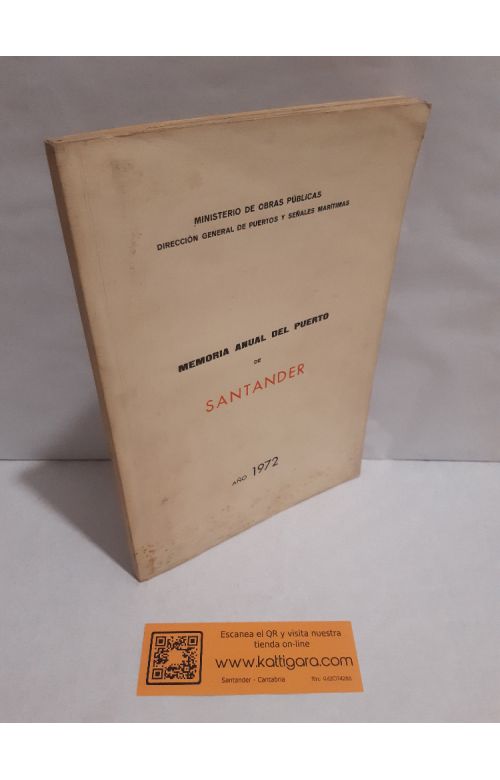 MINISTERIO DE OBRAS PÚBLICAS
DIRECCIÓN GENERAL DE PUERTOS Y SEÑALES MARÍTIMAS
MEMORIA ANUAL DEL PUERTO
DE
SANTANDER
AÑO 1972
Escanea el QR y visita nuestra
tienda on-line
www.kattigara.com
Santander - Cantabria